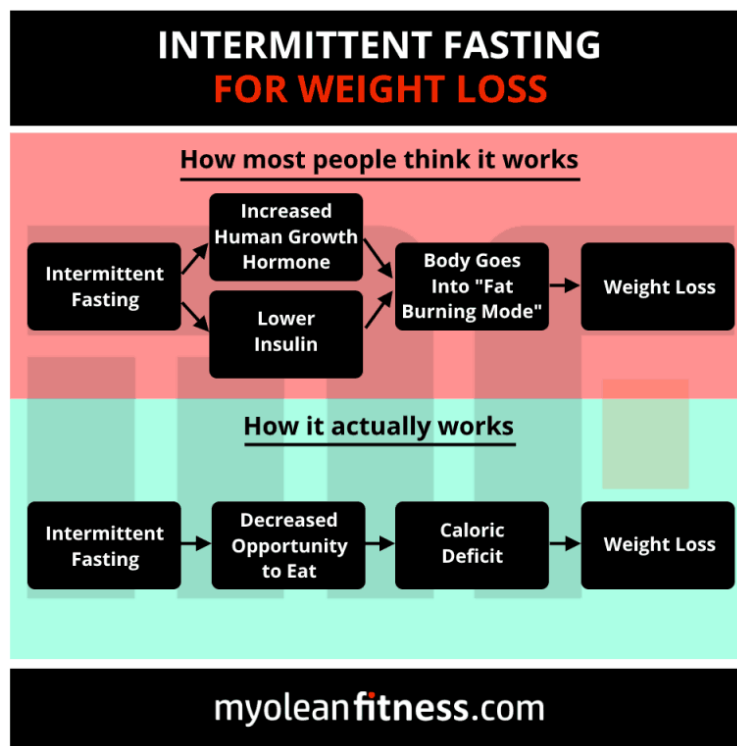 INTERMITTENT FASTING
FOR WEIGHT LOSS
How most people think it works
Intermittent
Fasting
Increased
Human Growth
Hormone
Lower
Insulin
Body Goes
Into "Fat
Burning Mode"
Weight Loss
How it actually works
Intermittent
Fasting
Decreased
Opportunity
to Eat
Caloric
Deficit
Weight Loss
myoleanfitness.com